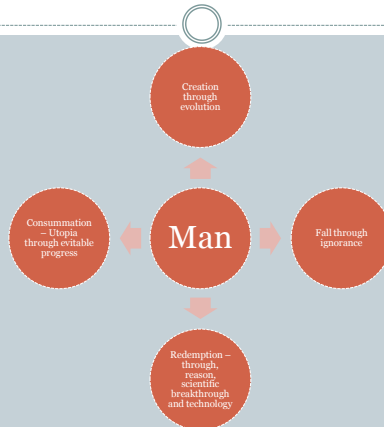 Creation
through
evolution
Consummation
– Utopia
through evitable
progress
Man
Fall through
ignorance
Redemption –
through,
reason,
scientific
breakthrough
and technology